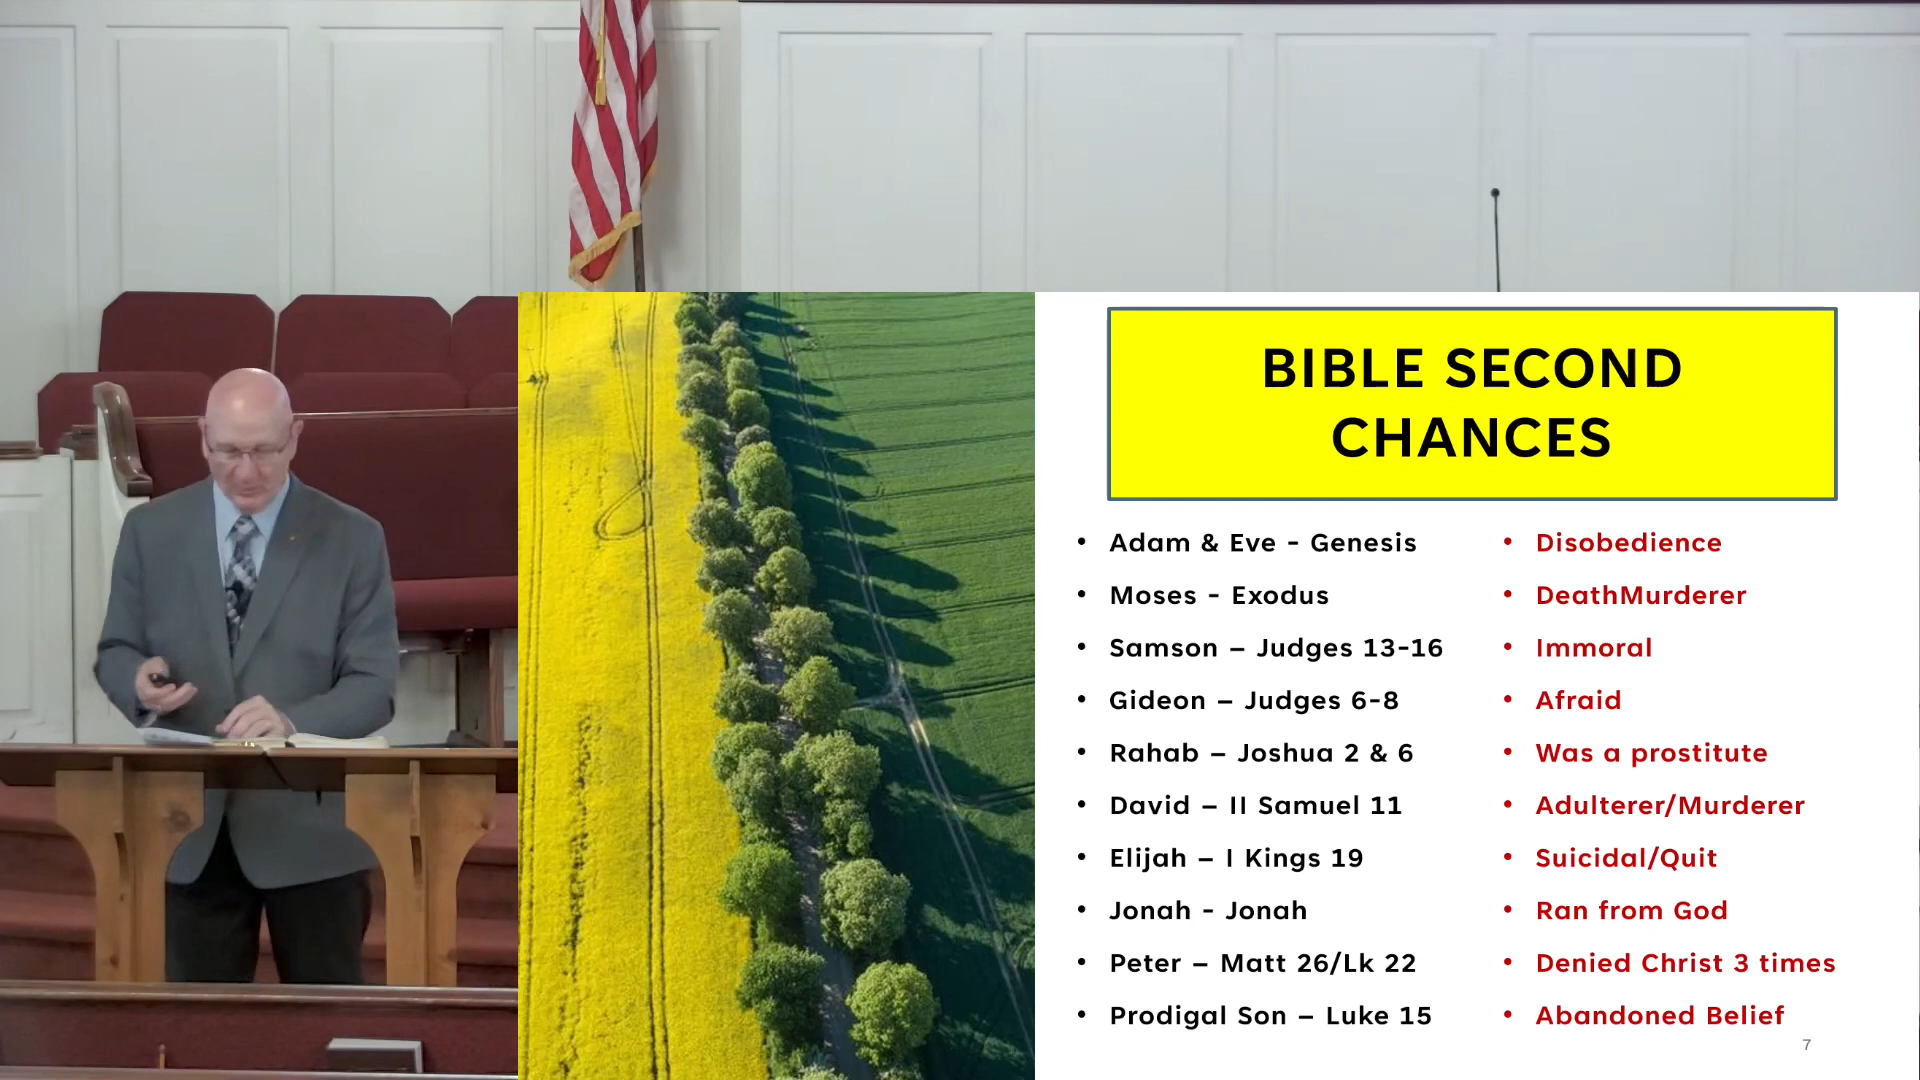 BIBLE SECOND
CHANCES
• Adam & Eve - Genesis
• Moses - Exodus
• Samson – Judges 13-16
• Gideon – Judges 6-8
• Rahab – Joshua 2 & 6
• David – II Samuel 11
• Elijah – I Kings 19
• Jonah - Jonah
• Peter – Matt 26/Lk 22
• Prodigal Son – Luke 15
• Disobedience
• DeathMurderer
• Immoral
• Afraid
• Was a prostitute
• Adulterer/Murderer
• Suicidal/Quit
• Ran from God
• Denied Christ 3 times
• Abandoned Belief
7